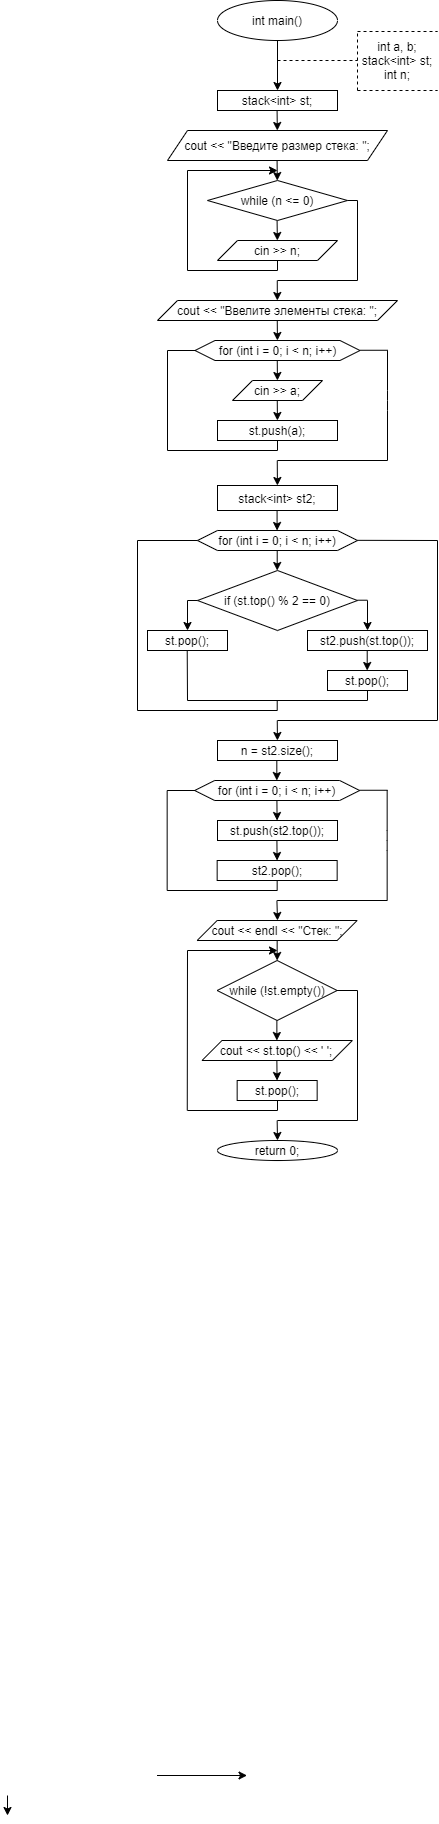 int main()
int a, b;
stack<int> st;
int n;
stack<int> st;
cout << "Введите размер стека: ";
while (n <= 0)
cin >> n;
cout << "Ввелите элементы стека: ";
for (int i = 0; i < n; i++)
cin >> a;
st.push(a);
stack<int> st2;
for (int i = 0; i < n; i++)
if (st.top() % 2 == 0)
st.pop();
st2.push(st.top());
st.pop();
n = st2.size();
for (int i = 0; i < n; i++)
st.push(st2.top());
st2.pop();
cout << endl << "Стек: ";
while (!st.empty())
cout << st.top() << ' ';
st.pop();
return 0;